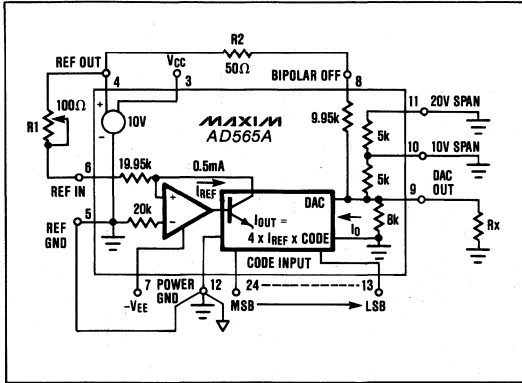 R2
50Ω
REF OUT
4
VCC
3
BIPOLAR OFF
8
100Ω
R1
10V
+
-
MAXIM
AD565A
9.95k
11 20V SPAN
5k
10 10V SPAN
5k
9 DAC
OUT
6
REF IN
19.95k
0.5mA
IREF
+
-
DAC
IOUT =
4 x IREF x CODE
IO
8k
RX
5
REF
GND
20k
CODE INPUT
7
-VEE
POWER
GND
12
24
13
MSB
LSB